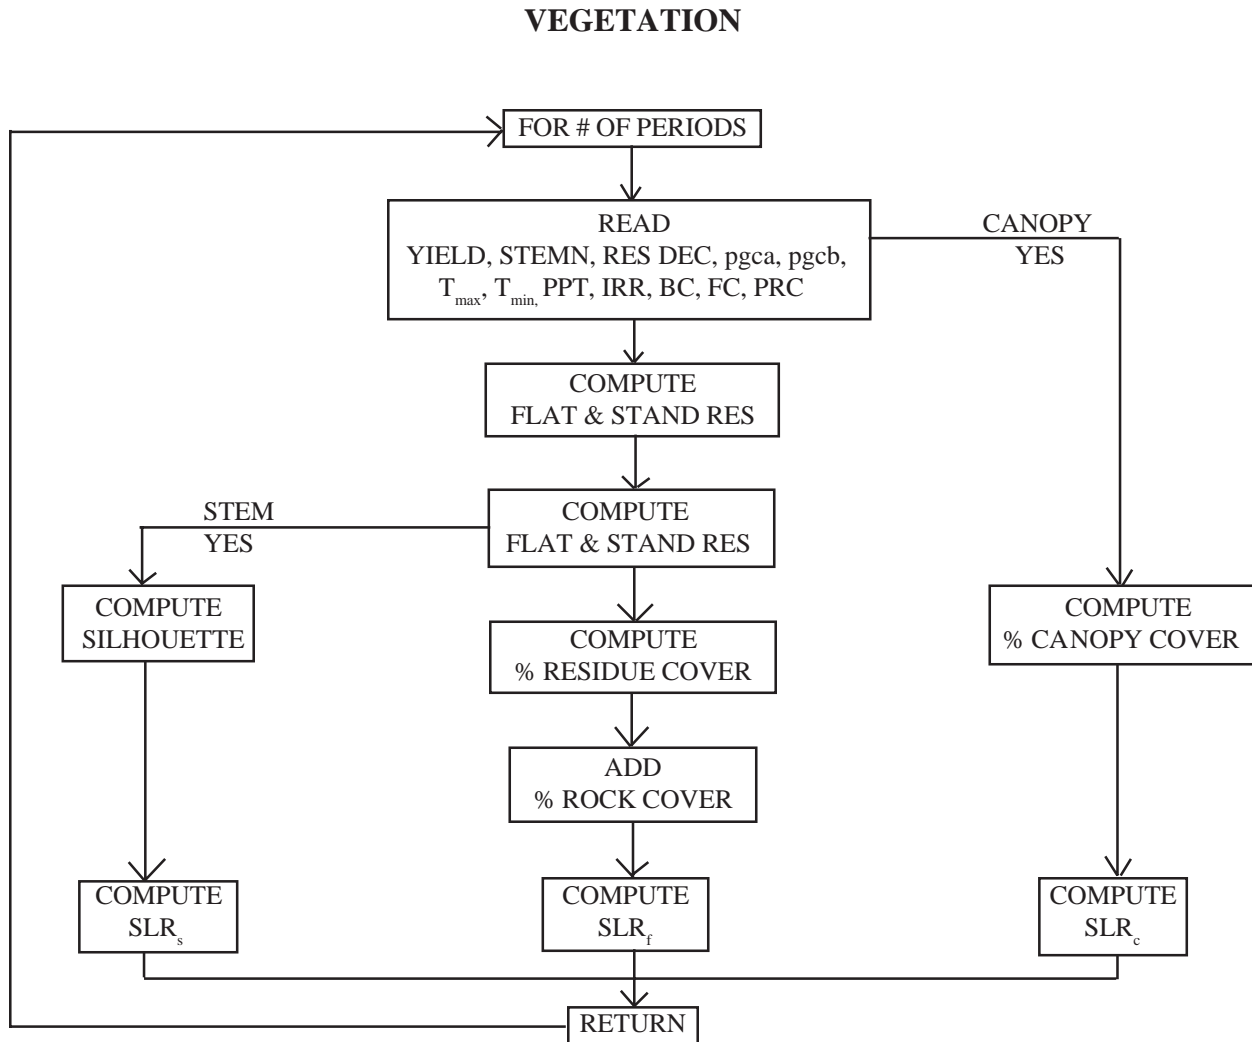 VEGETATION
FOR # OF PERIODS
READ
YIELD, STEMN, RES DEC, pgca, pgcb,
Tmax, Tmin, PPT, IRR, BC, FC, PRC
CANOPY
YES
COMPUTE
FLAT & STAND RES
STEM
YES
COMPUTE
FLAT & STAND RES
COMPUTE
SILHOUETTE
COMPUTE
% RESIDUE COVER
COMPUTE
% CANOPY COVER
ADD
% ROCK COVER
COMPUTE
SLRs
COMPUTE
SLRf
COMPUTE
SLRc
RETURN